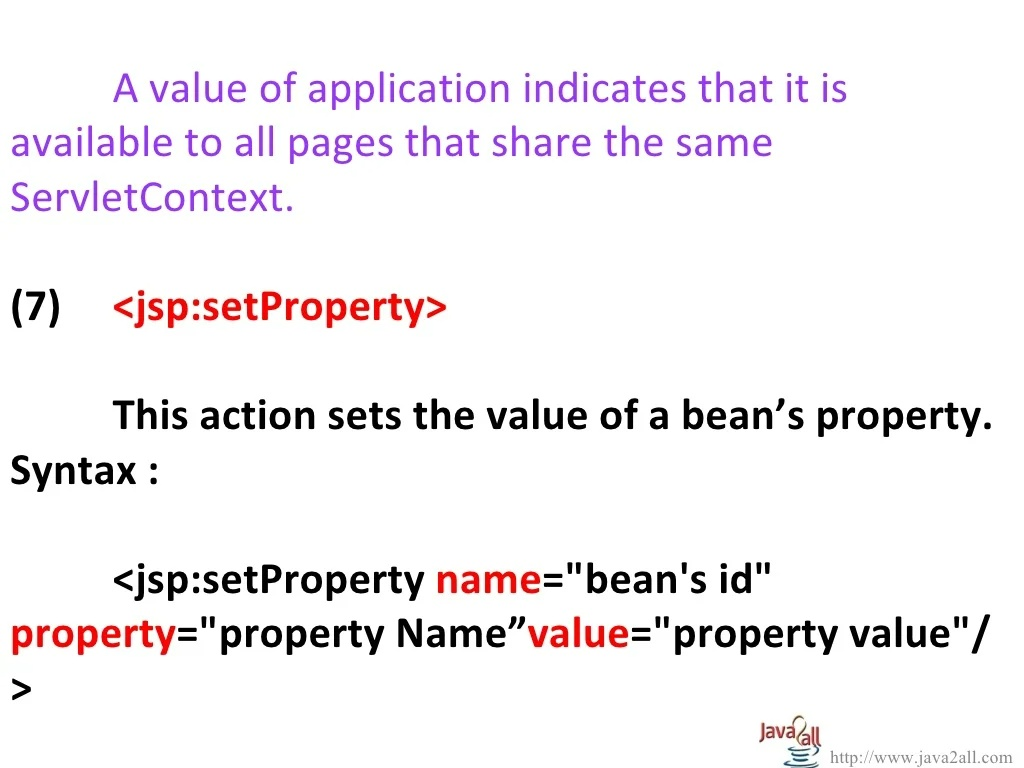 A value of application indicates that it is
available to all pages that share the same
ServletContext.
(7) <jsp:setProperty>
This action sets the value of a bean’s property.
Syntax :
<jsp:setProperty name="bean's id"
property="property Name”value="property value"/
>
Java2all
http://www.java2all.com